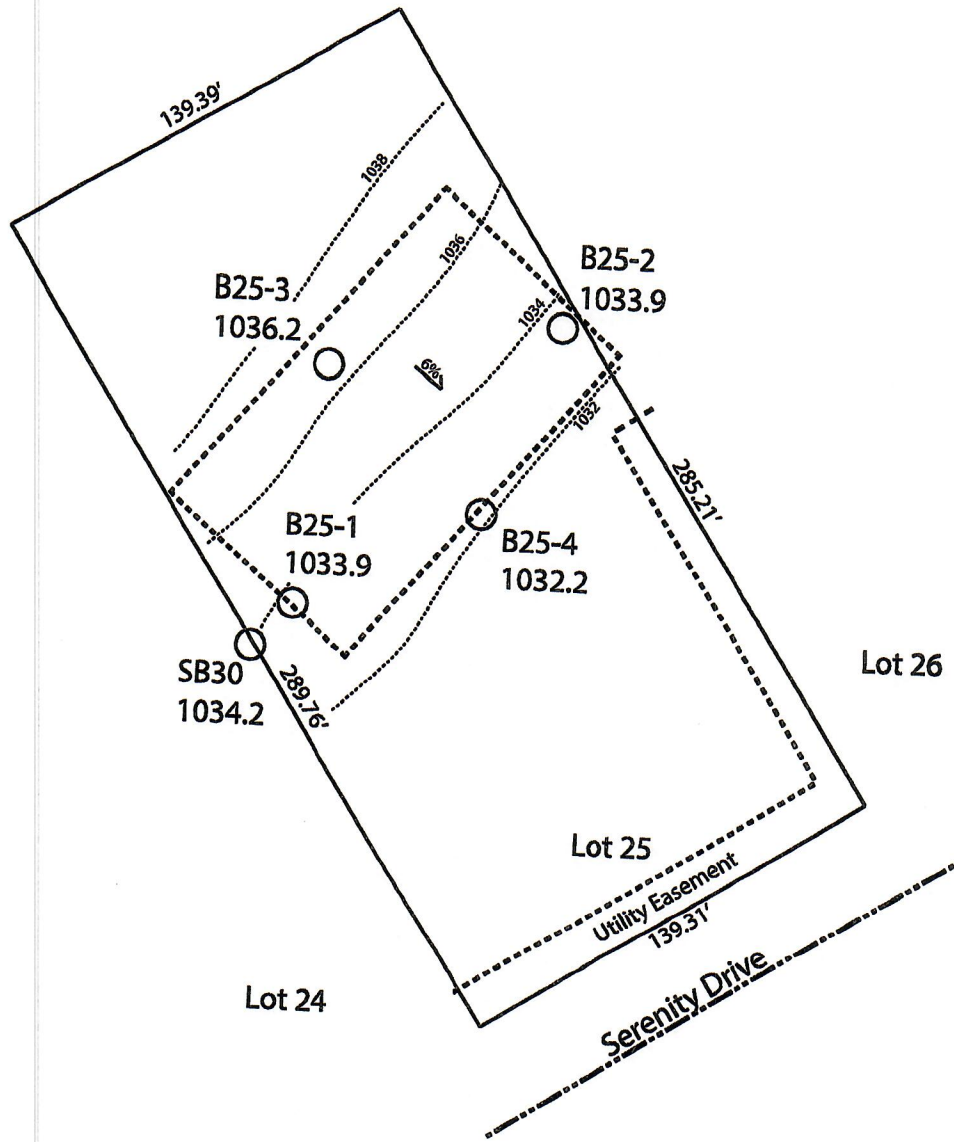 139.39'
1038
1036
B25-2
1033.9
B25-3
1036.2
1034
6%
1032
285.21'
B25-1
1033.9
B25-4
1032.2
SB30
1034.2
289.76'
Lot 26
Lot 25
Utility Easement
139.31'
Lot 24
Serenity Drive